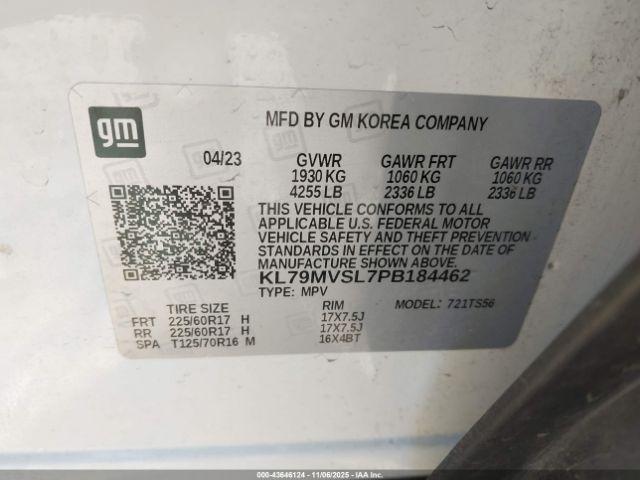 gm
MFD BY GM KOREA COMPANY
04/23 GVWR GAWR FRT GAWR RR
1930 KG 1060 KG 1060 KG
4255 LB 2336 LB 2336 LB
THIS VEHICLE CONFORMS TO ALL
APPLICABLE U.S. FEDERAL MOTOR
VEHICLE SAFETY AND THEFT PREVENTION
STANDARDS IN EFFECT ON THE DATE OF
MANUFACTURE SHOWN ABOVE.
KL79MVSL7PB184462
TYPE: MPV MODEL: 721TS56
TIRE SIZE RIM
FRT 225/60R17 H 17X7.5J
RR 225/60R17 H 17X7.5J
SPA T125/70R16 M 16X4BT
000-43646124 - 11/06/2025 - IAAI.COM